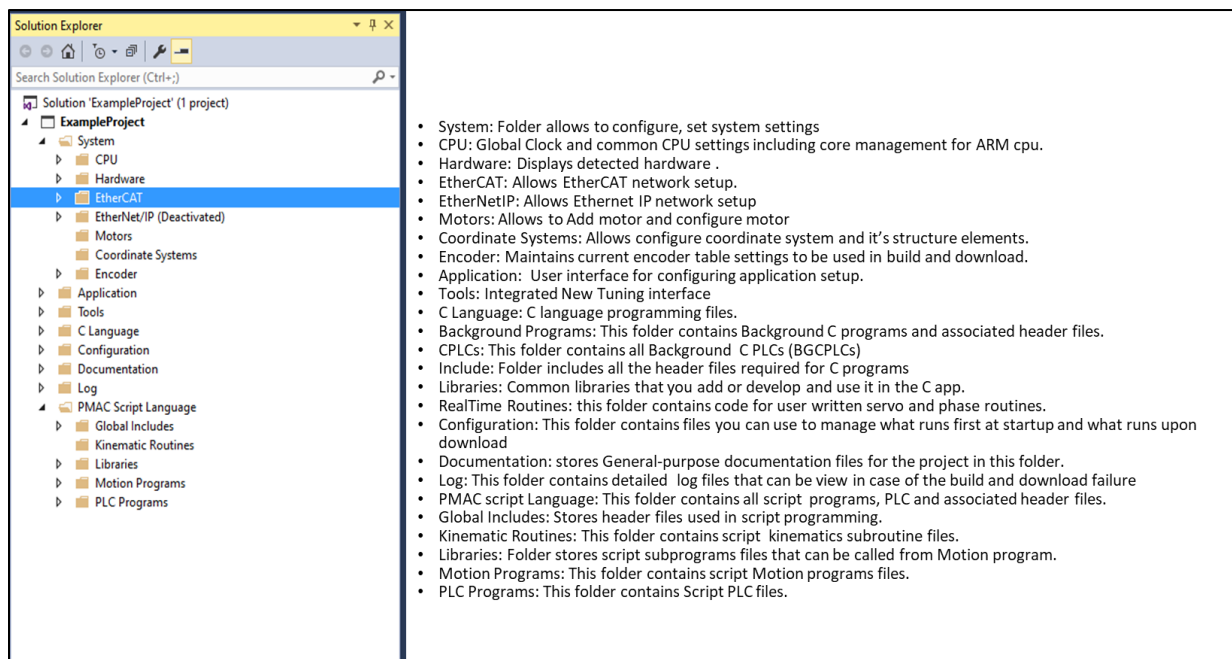 Solution Explorer
Search Solution Explorer (Ctrl+;)
Solution 'ExampleProject' (1 project)
ExampleProject
System
CPU
Hardware
EtherCAT
EtherNet/IP (Deactivated)
Motors
Coordinate Systems
Encoder
Application
Tools
C Language
Configuration
Documentation
Log
PMAC Script Language
Global Includes
Kinematic Routines
Libraries
Motion Programs
PLC Programs
• System: Folder allows to configure, set system settings
• CPU: Global Clock and common CPU settings including core management for ARM cpu.
• Hardware: Displays detected hardware .
• EtherCAT: Allows EtherCAT network setup.
• EtherNetIP: Allows Ethernet IP network setup
• Motors: Allows to Add motor and configure motor
• Coordinate Systems: Allows configure coordinate system and it's structure elements.
• Encoder: Maintains current encoder table settings to be used in build and download.
• Application:  User interface for configuring application setup.
• Tools: Integrated New Tuning interface
• C Language: C language programming files.
• Background Programs: This folder contains Background C programs and associated header files.
• CPLCs: This folder contains all Background  C PLCs (BGCPLCs)
• Include: Folder includes all the header files required for C programs
• Libraries: Common libraries that you add or develop and use it in the C app.
• RealTime Routines: this folder contains code for user written servo and phase routines.
• Configuration: This folder contains files you can use to manage what runs first at startup and what runs upon
download
• Documentation: stores General-purpose documentation files for the project in this folder.
• Log: This folder contains detailed  log files that can be view in case of the build and download failure
• PMAC script Language: This folder contains all script  programs, PLC and associated header files.
• Global Includes: Stores header files used in script programming.
• Kinematic Routines: This folder contains script  kinematics subroutine files.
• Libraries: Folder stores script subprograms files that can be called from Motion program.
• Motion Programs: This folder contains script Motion programs files.
• PLC Programs: This folder contains Script PLC files.